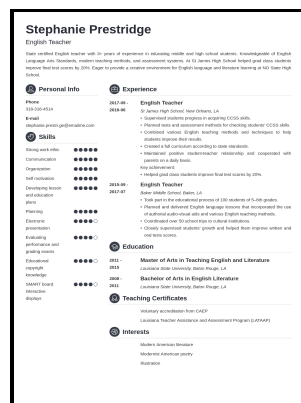 Stephanie Prestridge
English Teacher
State certified English teacher with 9+ years of experience in educating middle and high school students. Knowledgeable of English
Language Arts Standards, modern teaching methods, and assessment systems. At St James High School helped grad class students
improve final test scores by 20%. Eager to provide a creative environment for English language and literature learning at NO State High
School.
Personal Info
Phone
E-mail
Skills
Strong work ethic
Communication
Organization
Self motivation
Developing lesson
and education
plans
Planning
Electronic
presentation
Evaluating
performance and
grading exams
Educational
copyright
knowledge
SMART board
interactive
displays
Experience
2017-09 -
2018-06
English Teacher
St James High School, New Orleans, LA
• Supervised students progress in acquiring CCSS skills.
• Planned tests and assessment methods for checking students' CCSS skills.
• Combined various English teaching methods and techniques to help
students improve their results.
• Created a full curriculum according to state standards.
• Maintained positive student-teacher relationship and cooperated with
parents on a daily basis.
Key achievement:
• Helped grad class students improve final test scores by 20%.
2015-09 -
2017-07
English Teacher
Baker Middle School, Baker, LA
• Took part in the educational process of 100 students of 5–8th grades.
• Planned and delivered English language lessons that incorporated the use
of authorial audio-visual aids and various English teaching methods.
• Coordinated over 50 school trips to cultural institutions.
• Closely supervised students' growth and helped them improve written and
oral tests scores.
Education
2011 -
2015
Master of Arts in Teaching English and Literature
Louisiana State University, Baton Rouge, LA
2008 -
2011
Bachelor of Arts in English Literature
Louisiana State University, Baton Rouge, LA
Teaching Certificates
Voluntary accreditation from CAEP
Louisiana Teacher Assistance and Assessment Program (LATAAP)
Interests
Modern American literature
Modernist American poetry
Illustration